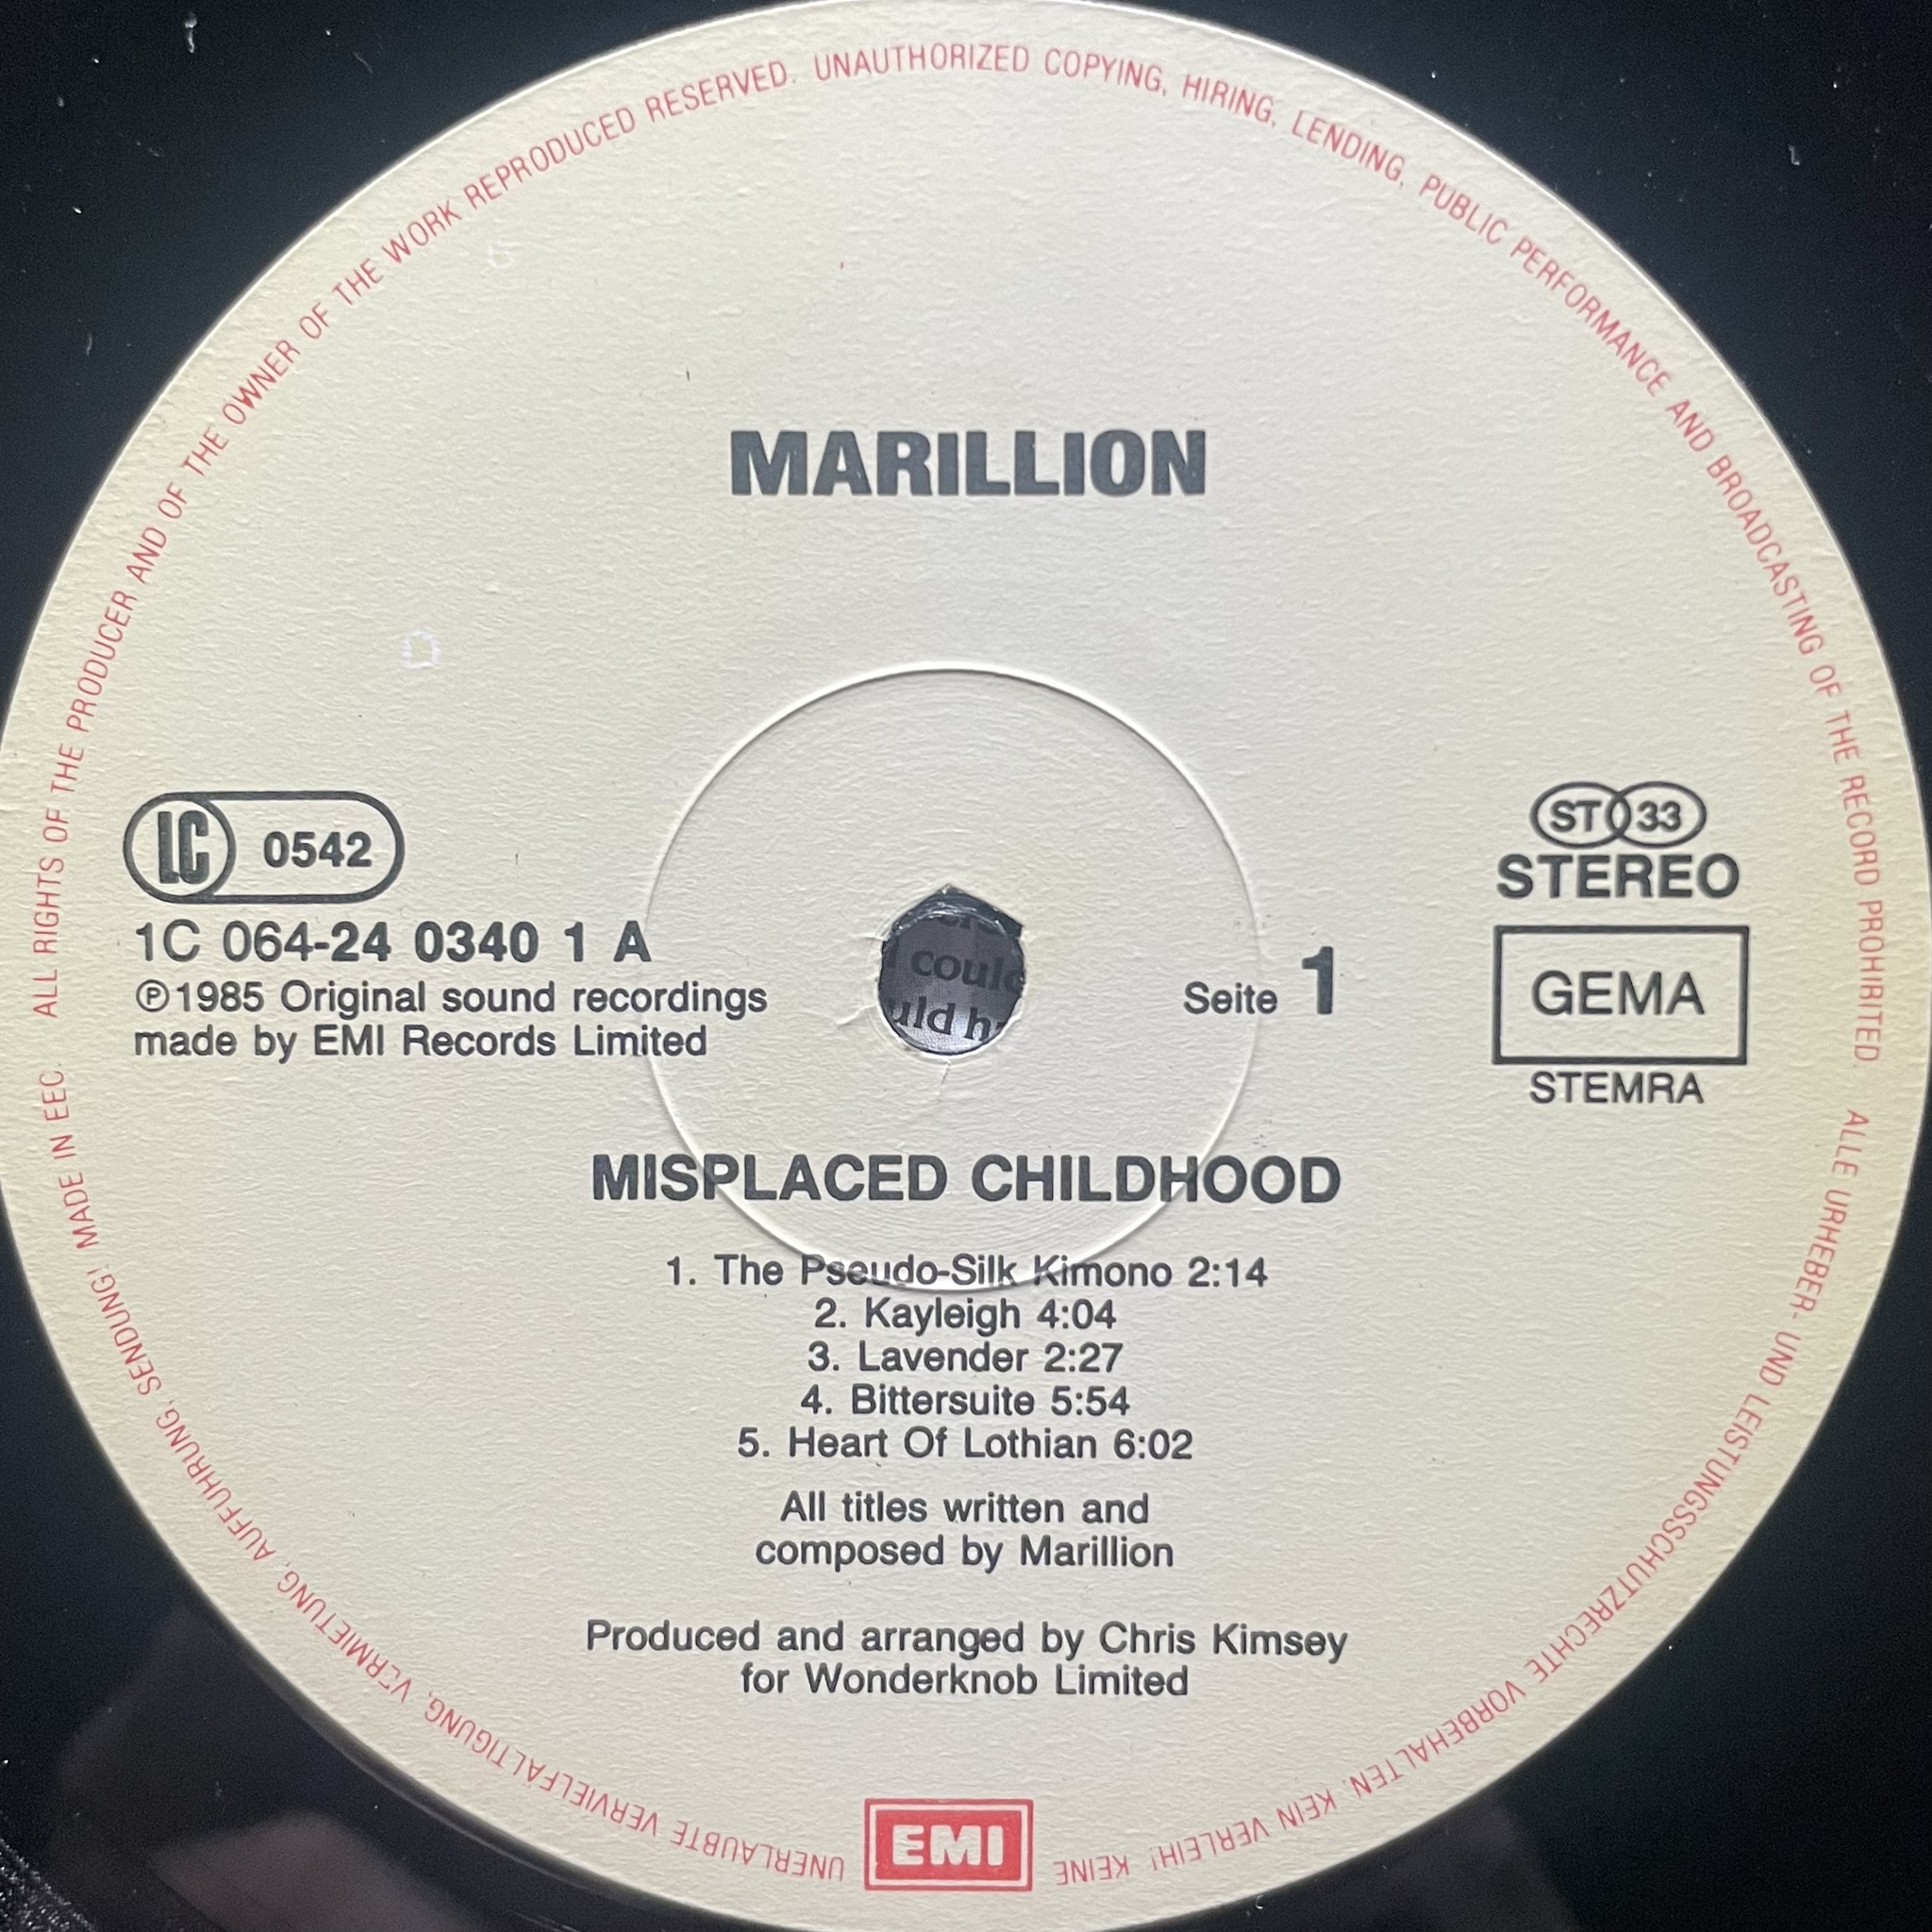 ALL RIGHTS OF THE PRODUCER AND OF THE OWNER OF THE WORK REPRODUCED RESERVED. UNAUTHORIZED COPYING, HIRING, LENDING, PUBLIC PERFORMANCE AND BROADCASTING OF THE RECORD PROHIBITED.
MARILLION
LC 0542
1C 064-24 0340 1 A
℗1985 Original sound recordings
made by EMI Records Limited
could
uld h
Seite 1
ST 33
STEREO
GEMA
STEMRA
MISPLACED CHILDHOOD
1. The Pseudo-Silk Kimono 2:14
2. Kayleigh 4:04
3. Lavender 2:27
4. Bittersuite 5:54
5. Heart Of Lothian 6:02
All titles written and
composed by Marillion
Produced and arranged by Chris Kimsey
for Wonderknob Limited
EMI
ALLE URHEBER- UND LEISTUNGSSCHUTZRECHTE VORBEHALTEN. KEIN VERLEIH! KEINE UNERLAUBTE VERVIELFÄLTIGUNG, VERMIETUNG, AUFFÜHRUNG, SENDUNG! MADE IN EEC.